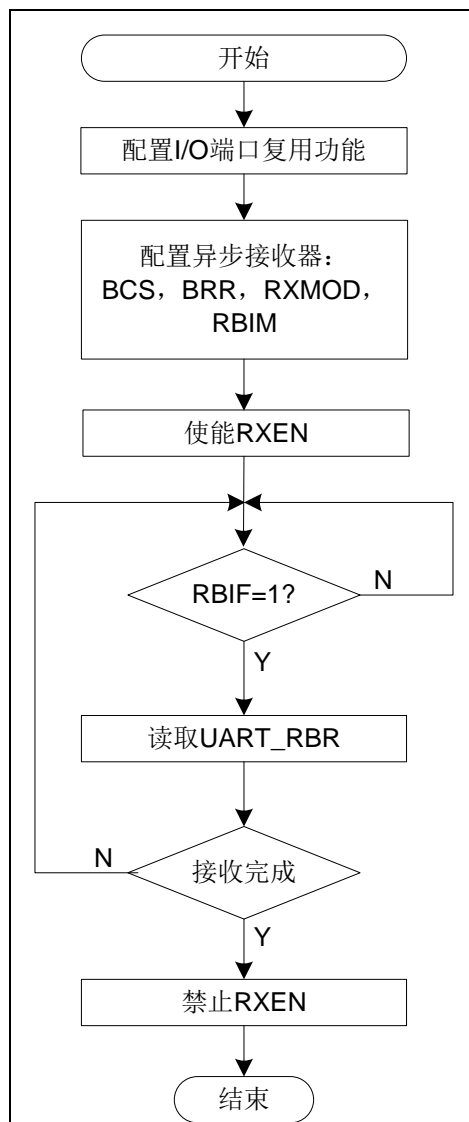 开始
配置I/O端口复用功能
配置异步接收器：
BCS，BRR，RXMOD，
RBIM
使能RXEN
RBIF=1?
N
Y
读取UART_RBR
N
接收完成
Y
禁止RXEN
结束